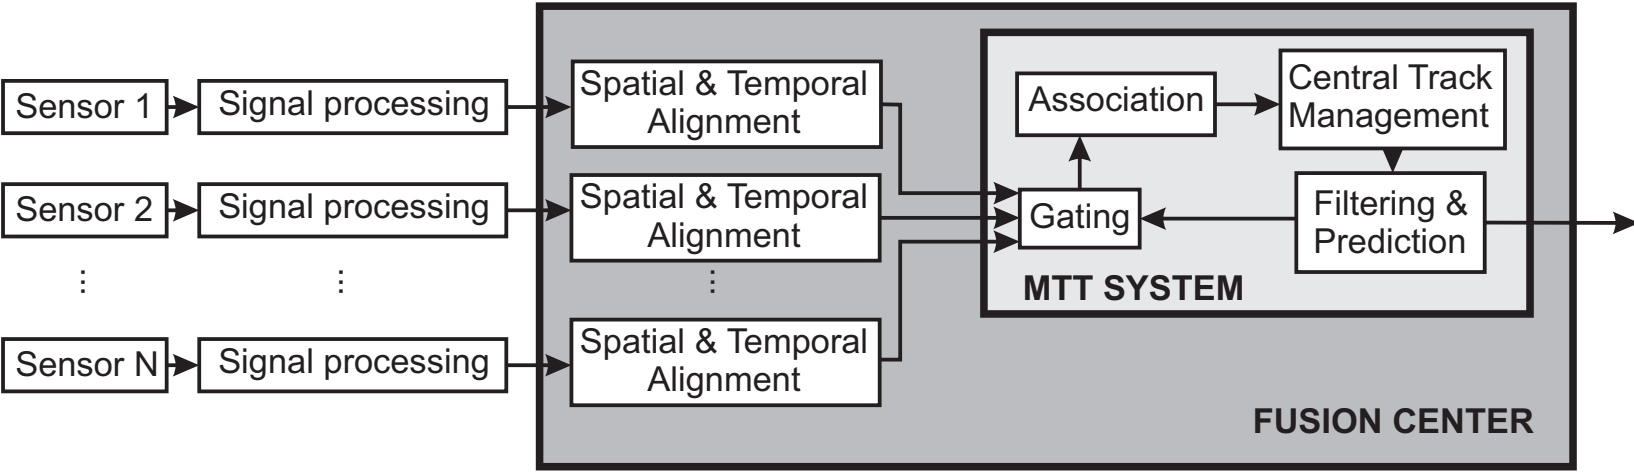 Sensor 1
Signal processing
Spatial & Temporal
Alignment
Sensor 2
Signal processing
Spatial & Temporal
Alignment
⋮
⋮
⋮
Sensor N
Signal processing
Spatial & Temporal
Alignment
Association
Central Track
Management
Gating
Filtering &
Prediction
MTT SYSTEM
FUSION CENTER